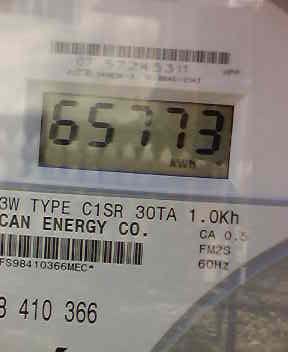 65773
kWh
3W TYPE C1SR 30TA 1.0Kh
CAN ENERGY CO.
CA 0.5
FM2S
60Hz
FS98410366MEC*
8 410 366